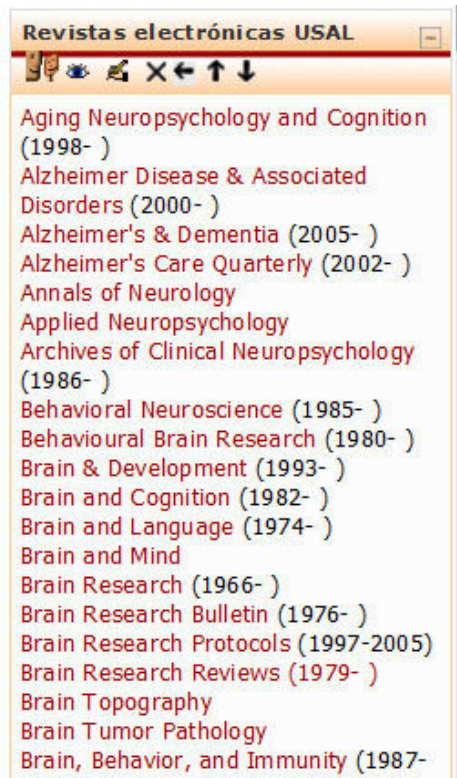 Revistas electrónicas USAL
Aging Neuropsychology and Cognition
(1998- )
Alzheimer Disease & Associated
Disorders (2000- )
Alzheimer's & Dementia (2005- )
Alzheimer's Care Quarterly (2002- )
Annals of Neurology
Applied Neuropsychology
Archives of Clinical Neuropsychology
(1986- )
Behavioral Neuroscience (1985- )
Behavioural Brain Research (1980- )
Brain & Development (1993- )
Brain and Cognition (1982- )
Brain and Language (1974- )
Brain and Mind
Brain Research (1966- )
Brain Research Bulletin (1976- )
Brain Research Protocols (1997-2005)
Brain Research Reviews (1979- )
Brain Topography
Brain Tumor Pathology
Brain, Behavior, and Immunity (1987-